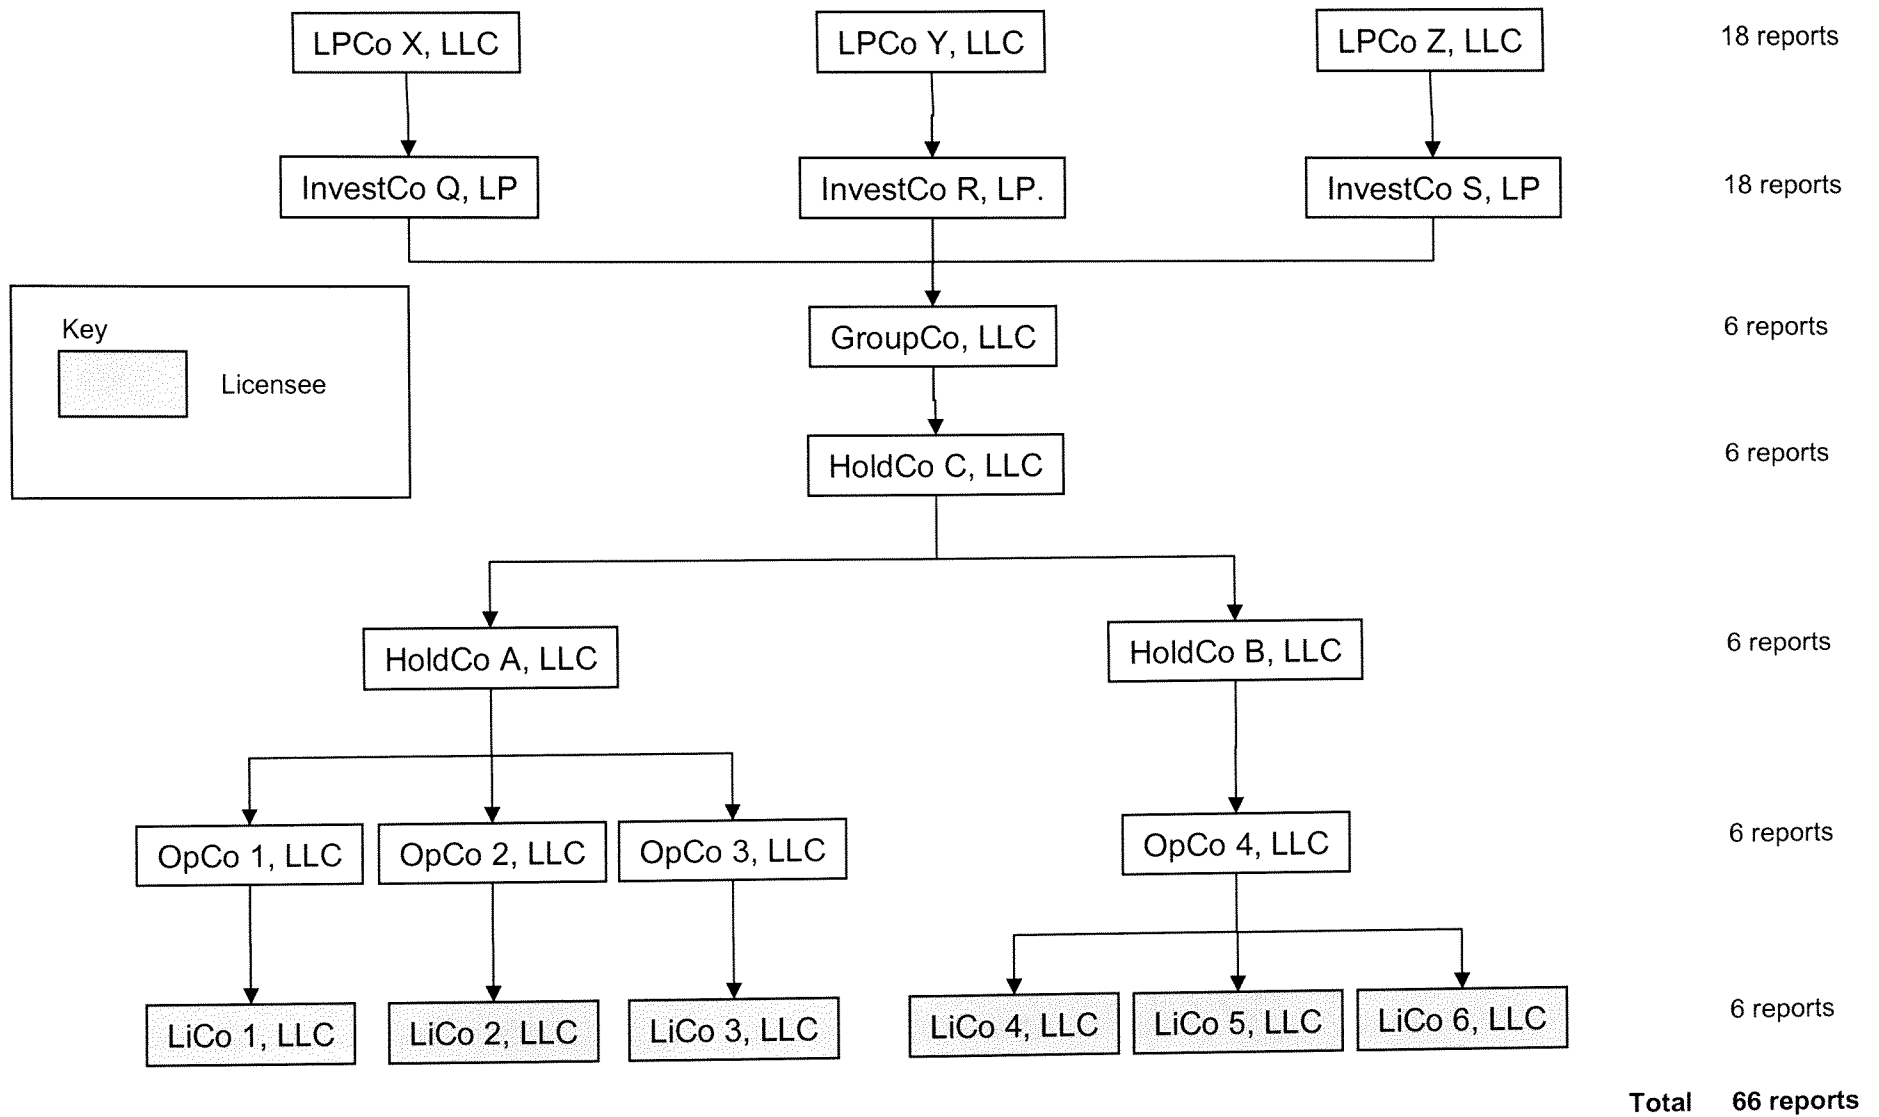 LPCo X, LLC LPCo Y, LLC LPCo Z, LLC 18 reports
InvestCo Q, LP InvestCo R, LP. InvestCo S, LP 18 reports
GroupCo, LLC 6 reports
Key
Licensee
HoldCo C, LLC 6 reports
HoldCo A, LLC HoldCo B, LLC 6 reports
OpCo 1, LLC OpCo 2, LLC OpCo 3, LLC OpCo 4, LLC 6 reports
LiCo 1, LLC LiCo 2, LLC LiCo 3, LLC LiCo 4, LLC LiCo 5, LLC LiCo 6, LLC 6 reports
Total 66 reports